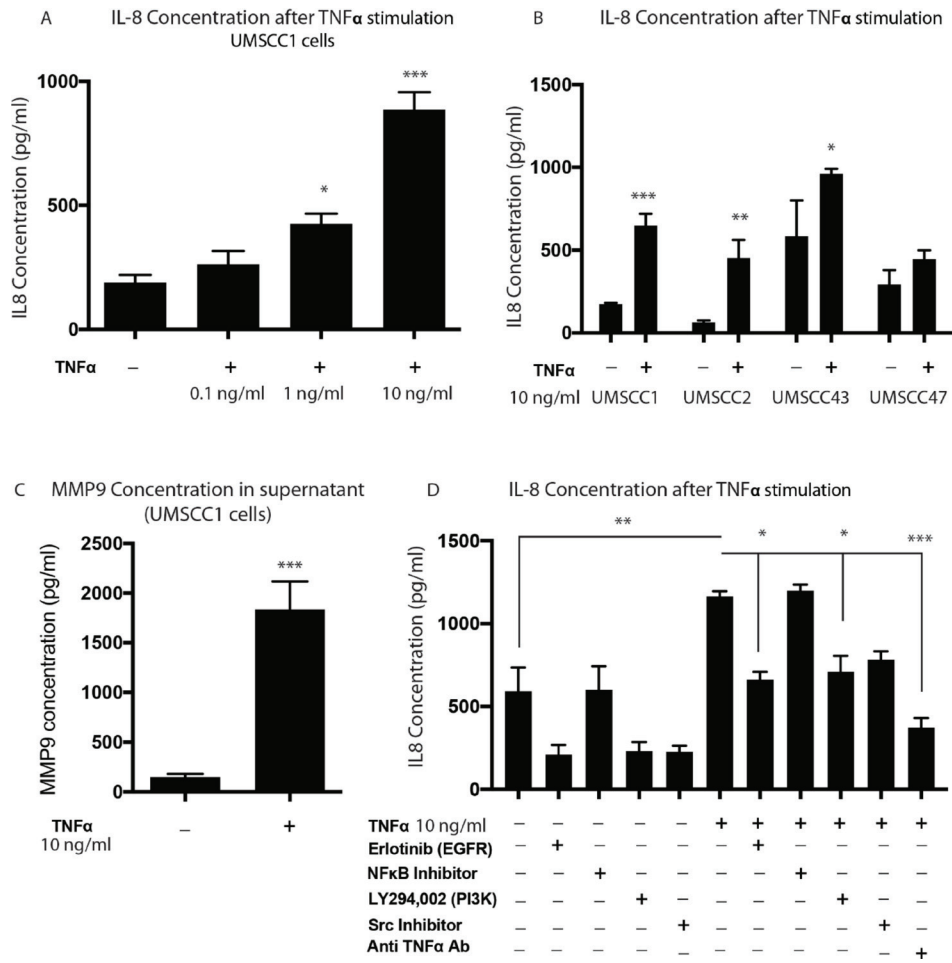 A
IL-8 Concentration after TNFα stimulation
UMSCC1 cells
IL8 Concentration (pg/ml)
1000
500
0
*
***
TNFα – + + +
0.1 ng/ml 1 ng/ml 10 ng/ml
B
IL-8 Concentration after TNFα stimulation
IL8 Concentration (pg/ml)
1500
1000
500
0
***
**
*
TNFα – + – + – + – +
10 ng/ml UMSCC1 UMSCC2 UMSCC43 UMSCC47
C
MMP9 Concentration in supernatant
(UMSCC1 cells)
MMP9 concentration (pg/ml)
2500
2000
1500
1000
500
0
***
TNFα – +
10 ng/ml
D
IL-8 Concentration after TNFα stimulation
IL8 Concentration (pg/ml)
1500
1000
500
0
** * * ***
TNFα 10 ng/ml – – – – – + + + + + +
Erlotinib (EGFR) – + – – – – + – – – –
NFκB Inhibitor – – + – – – – + – – –
LY294,002 (PI3K) – – – + – – – – + – –
Src Inhibitor – – – – + – – – – + –
Anti TNFα Ab – – – – – – – – – – +